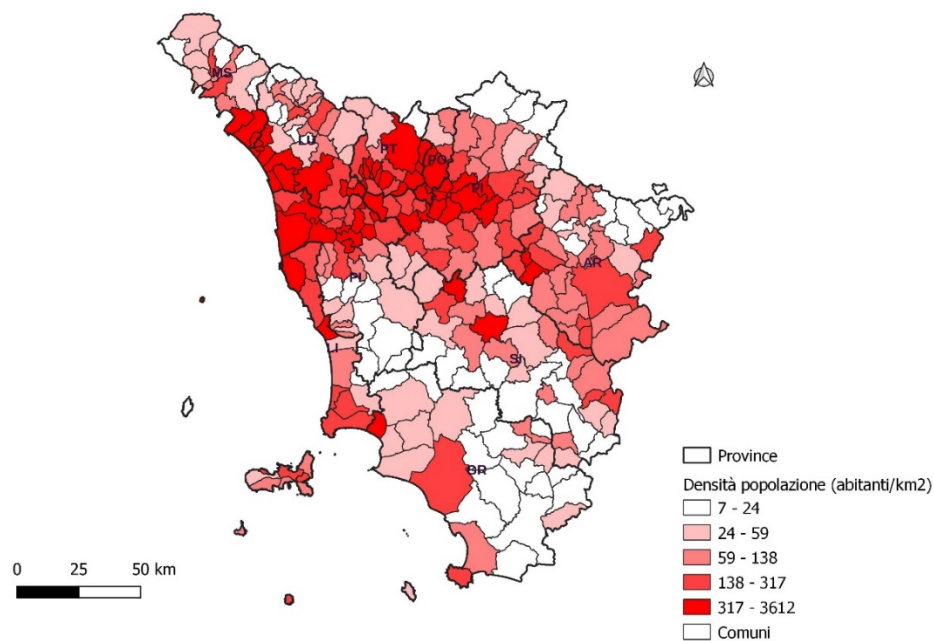 MS
LU
PT
PO
FI
AR
PI
LI
SI
GR
Province
Densità popolazione (abitanti/km2)
7 - 24
24 - 59
59 - 138
138 - 317
317 - 3612
Comuni
0 25 50 km